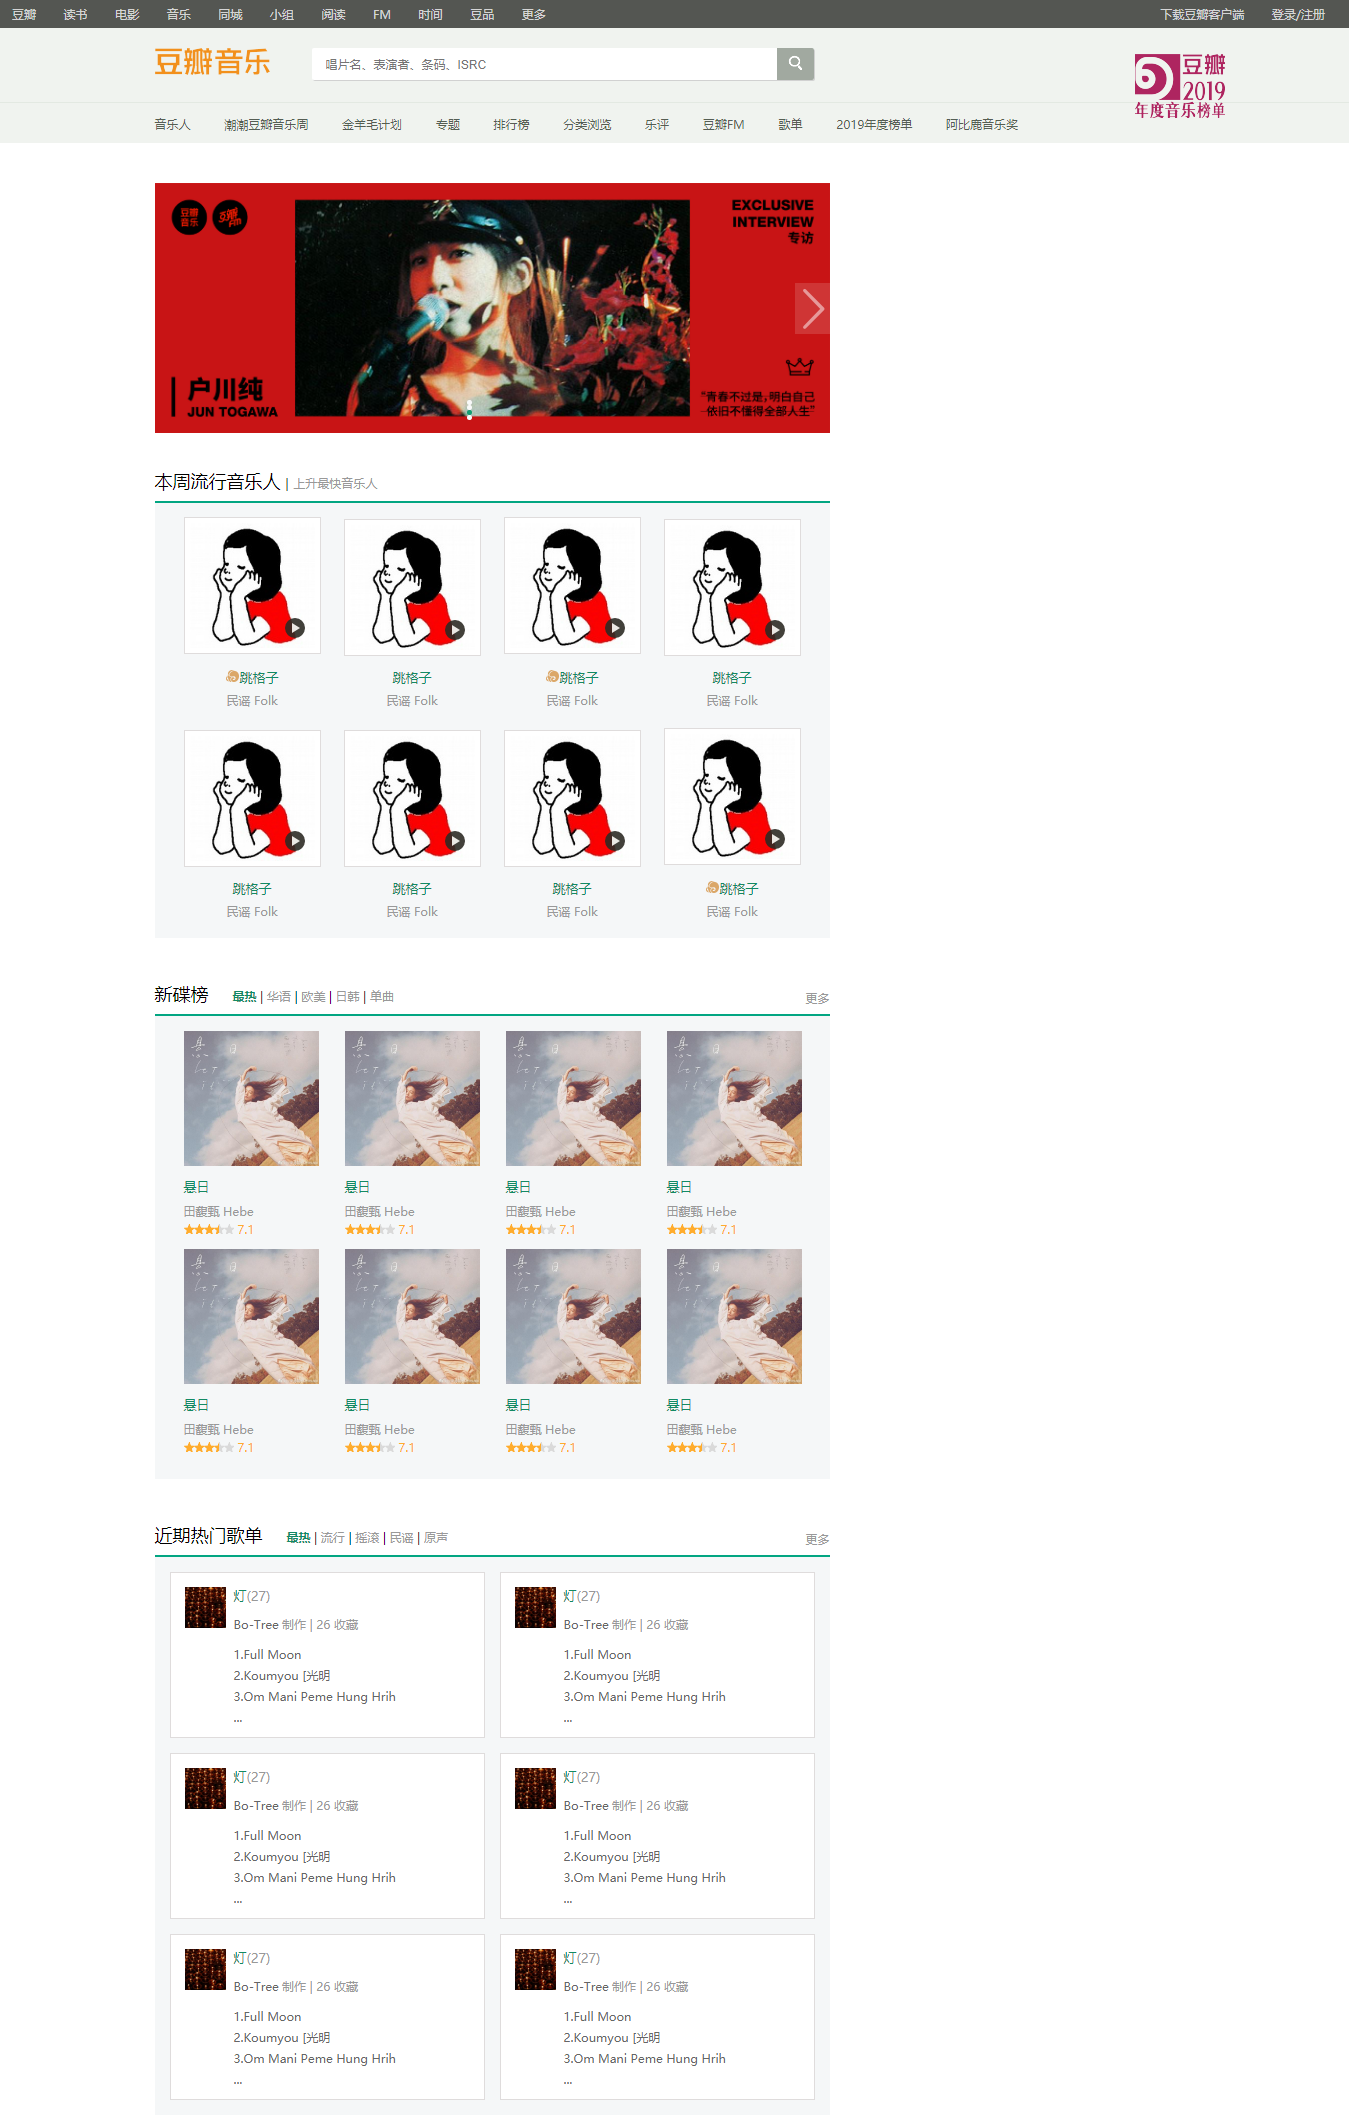 豆瓣 读书 电影 音乐 同城 小组 阅读 FM 时间 豆品 更多 下载豆瓣客户端 登录/注册
豆瓣音乐
唱片名、表演者、条码、ISRC
豆瓣
2019
年度音乐榜单
音乐人 潮潮豆瓣音乐周 金羊毛计划 专题 排行榜 分类浏览 乐评 豆瓣FM 歌单 2019年度榜单 阿比鹿音乐奖
豆瓣音乐 豆瓣FM
EXCLUSIVE
INTERVIEW
专访
户川纯
JUN TOGAWA
“青春不过是,明白自己
依旧不懂得全部人生”
本周流行音乐人 | 上升最快音乐人
跳格子 跳格子 跳格子 跳格子
民谣 Folk 民谣 Folk 民谣 Folk 民谣 Folk
跳格子 跳格子 跳格子 跳格子
民谣 Folk 民谣 Folk 民谣 Folk 民谣 Folk
新碟榜 最热 | 华语 | 欧美 | 日韩 | 单曲 更多
悬日 悬日 悬日 悬日
田馥甄 Hebe 田馥甄 Hebe 田馥甄 Hebe 田馥甄 Hebe
7.1 7.1 7.1 7.1
悬日 悬日 悬日 悬日
田馥甄 Hebe 田馥甄 Hebe 田馥甄 Hebe 田馥甄 Hebe
7.1 7.1 7.1 7.1
近期热门歌单 最热 | 流行 | 摇滚 | 民谣 | 原声 更多
灯(27)
Bo-Tree 制作 | 26 收藏
1.Full Moon
2.Koumyou [光明
3.Om Mani Peme Hung Hrih
...
灯(27)
Bo-Tree 制作 | 26 收藏
1.Full Moon
2.Koumyou [光明
3.Om Mani Peme Hung Hrih
...
灯(27)
Bo-Tree 制作 | 26 收藏
1.Full Moon
2.Koumyou [光明
3.Om Mani Peme Hung Hrih
...
灯(27)
Bo-Tree 制作 | 26 收藏
1.Full Moon
2.Koumyou [光明
3.Om Mani Peme Hung Hrih
...
灯(27)
Bo-Tree 制作 | 26 收藏
1.Full Moon
2.Koumyou [光明
3.Om Mani Peme Hung Hrih
...
灯(27)
Bo-Tree 制作 | 26 收藏
1.Full Moon
2.Koumyou [光明
3.Om Mani Peme Hung Hrih
...